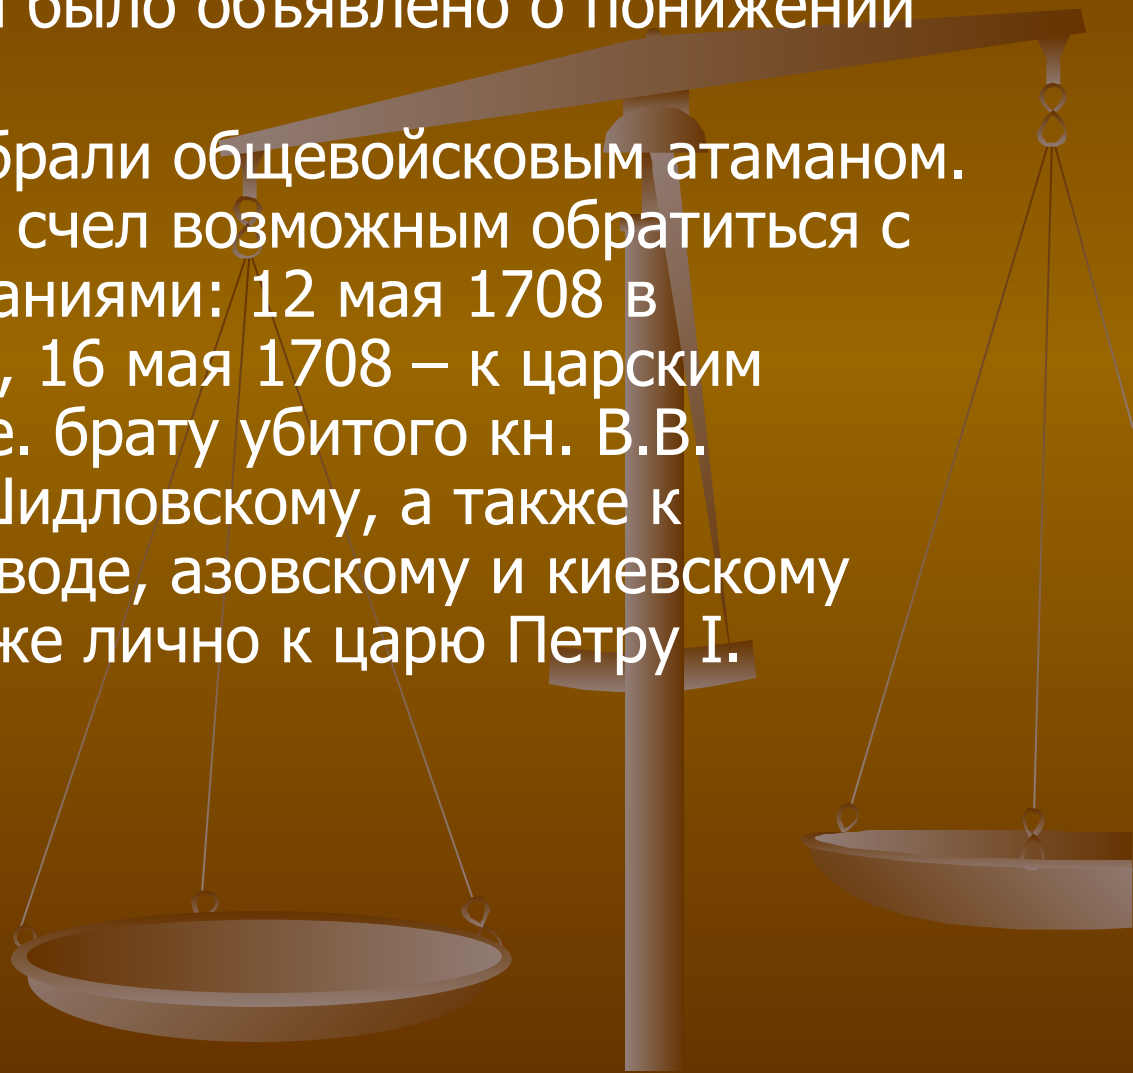 было объявлено о понижении
брали общевойсковым атаманом.
счел возможным обратиться с
аниями: 12 мая 1708 в
, 16 мая 1708 – к царским
е. брату убитого кн. В.В.
Шидловскому, а также к
воде, азовскому и киевскому
же лично к царю Петру I.